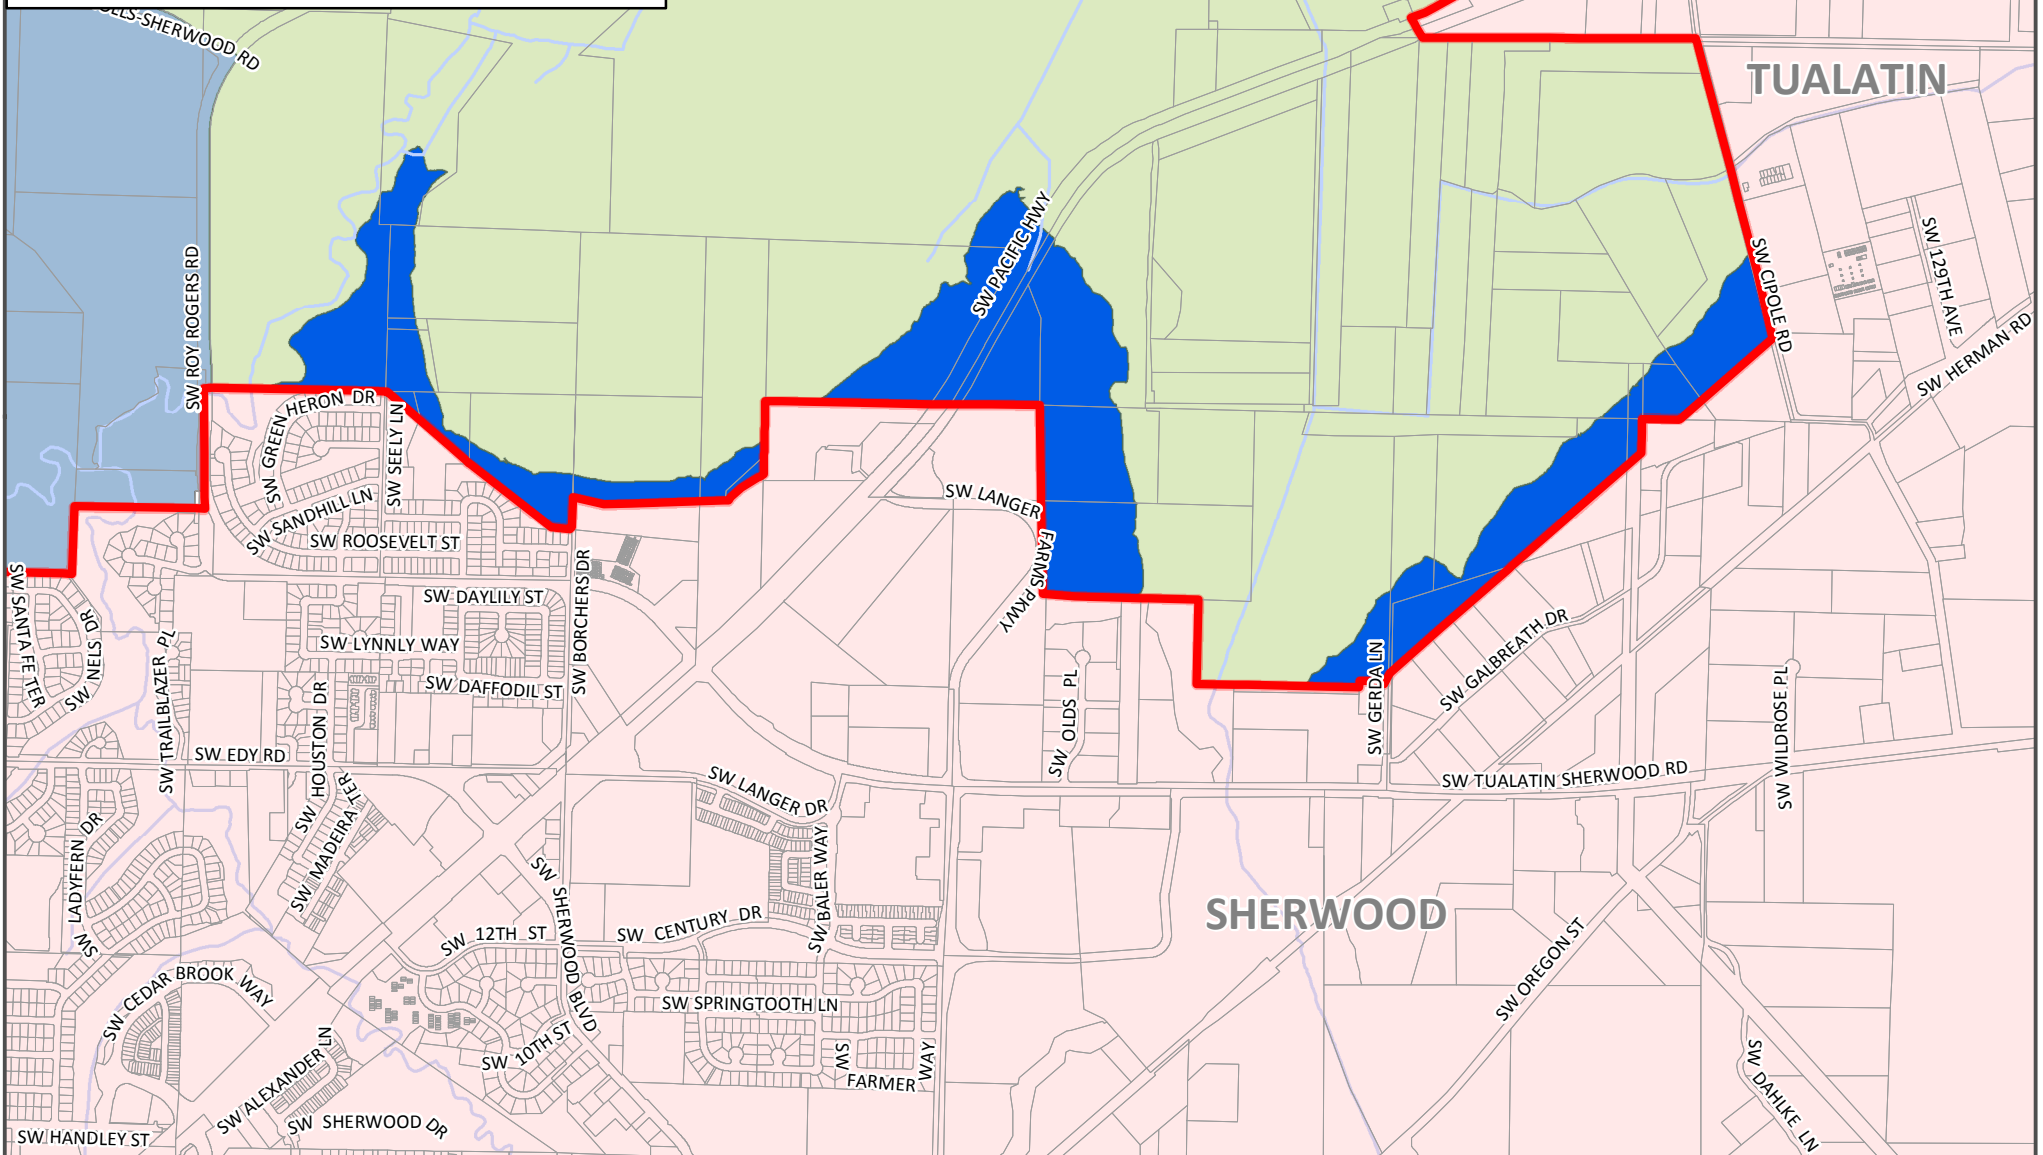 OLLS-SHERWOOD RD
TUALATIN
SW ROY ROGERS RD
SW PACIFIC HWY
SW CIPOLE RD
SW 129TH AVE
SW HERMAN RD
SW GREEN HERON DR
SW SEELY LN
SW SANDHILL LN
SW ROOSEVELT ST
SW LANGER FARMS PKWY
SW BORCHERS DR
SW DAYLILY ST
SW SANTA FE TER
SW NELS DR
SW TRAILBLAZER PL
SW LYNNLY WAY
SW DAFFODIL ST
SW HOUSTON DR
SW OLDS PL
SW GERDA LN
SW GALBREATH DR
SW WILDROSE PL
SW EDY RD
SW MADEIRA TER
SW LANGER DR
SW TUALATIN SHERWOOD RD
SW LADYFERN DR
SW BALER WAY
SW SHERWOOD BLVD
SHERWOOD
SW 12TH ST
SW CENTURY DR
SW OREGON ST
SW CEDAR BROOK WAY
SW SPRINGTOOTH LN
SW 10TH ST
SW ALEXANDER LN
SW FARMER WAY
SW DAHLKE LN
SW SHERWOOD DR
SW HANDLEY ST